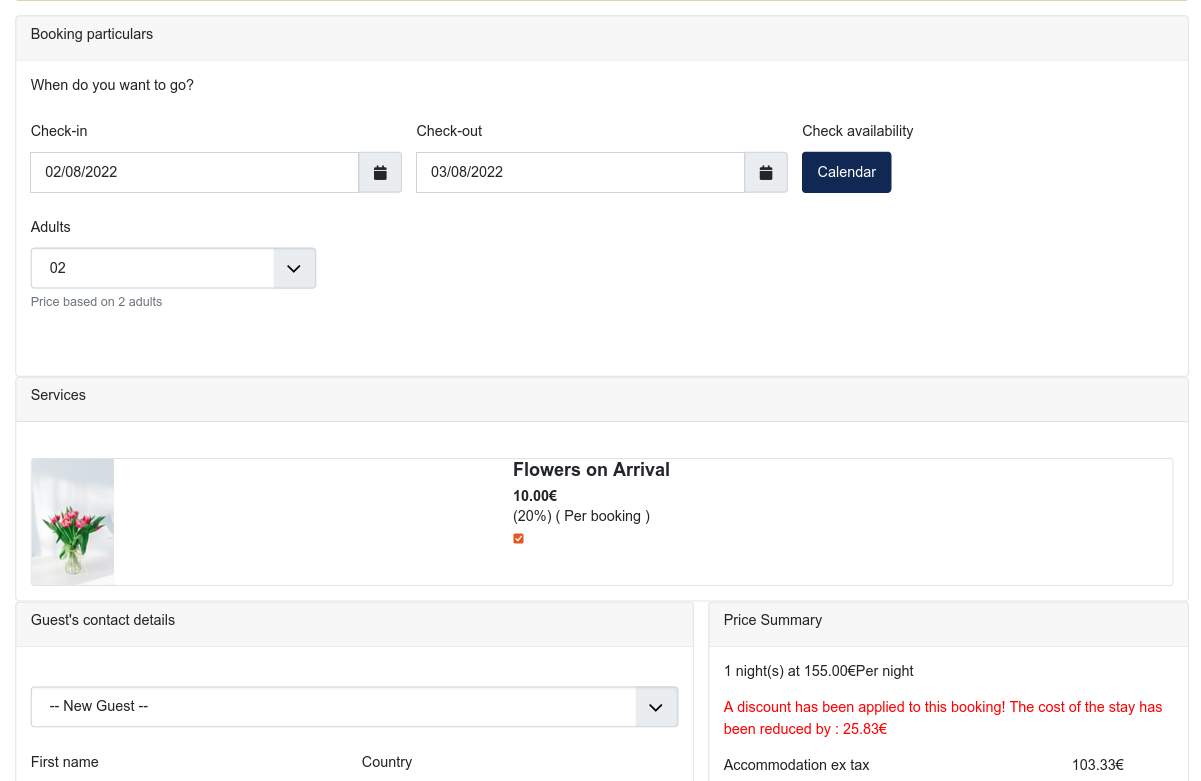 Booking particulars
When do you want to go?
Check-in
Check-out
Check availability
02/08/2022
03/08/2022
Calendar
Adults
02
Price based on 2 adults
Services
Flowers on Arrival
10.00€
(20%) ( Per booking )
Guest's contact details
-- New Guest --
First name
Country
Price Summary
1 night(s) at 155.00€Per night
A discount has been applied to this booking! The cost of the stay has
been reduced by : 25.83€
Accommodation ex tax
103.33€